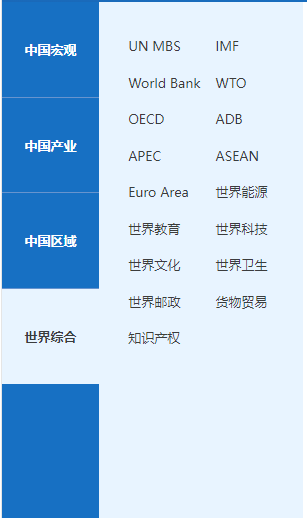 中国宏观
中国产业
中国区域
世界综合
UN MBS IMF
World Bank WTO
OECD ADB
APEC ASEAN
Euro Area 世界能源
世界教育 世界科技
世界文化 世界卫生
世界邮政 货物贸易
知识产权